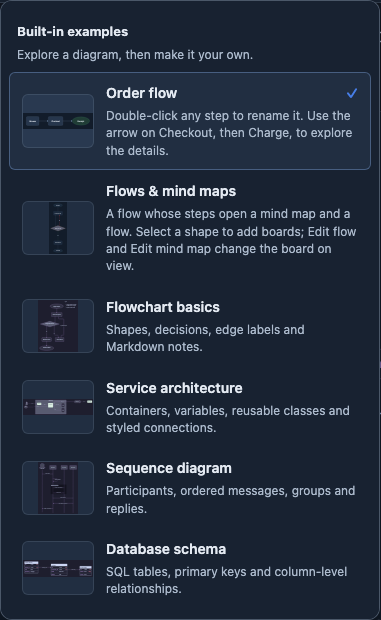 Built-in examples
Explore a diagram, then make it your own.
Order flow
Double-click any step to rename it. Use the
arrow on Checkout, then Charge, to explore
the details.
Flows & mind maps
A flow whose steps open a mind map and a
flow. Select a shape to add boards; Edit flow
and Edit mind map change the board on
view.
Flowchart basics
Shapes, decisions, edge labels and
Markdown notes.
Service architecture
Containers, variables, reusable classes and
styled connections.
Sequence diagram
Participants, ordered messages, groups and
replies.
Database schema
SQL tables, primary keys and column-level
relationships.